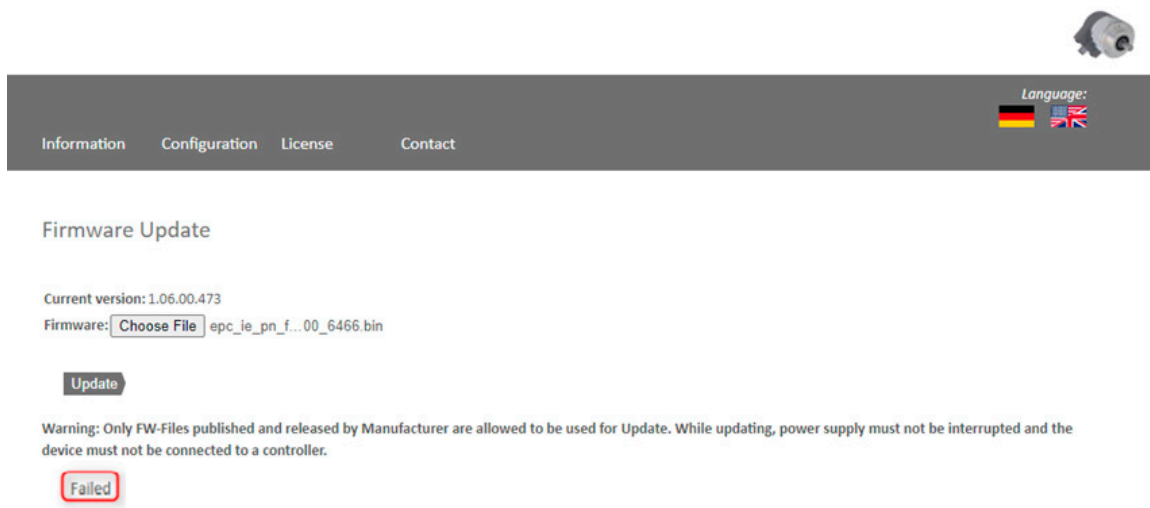 Language:
Information Configuration License Contact
Firmware Update
Current version: 1.06.00.473
Firmware: Choose File epc_ie_pn_f...00_6466.bin
Update
Warning: Only FW-Files published and released by Manufacturer are allowed to be used for Update. While updating, power supply must not be interrupted and the
device must not be connected to a controller.
Failed